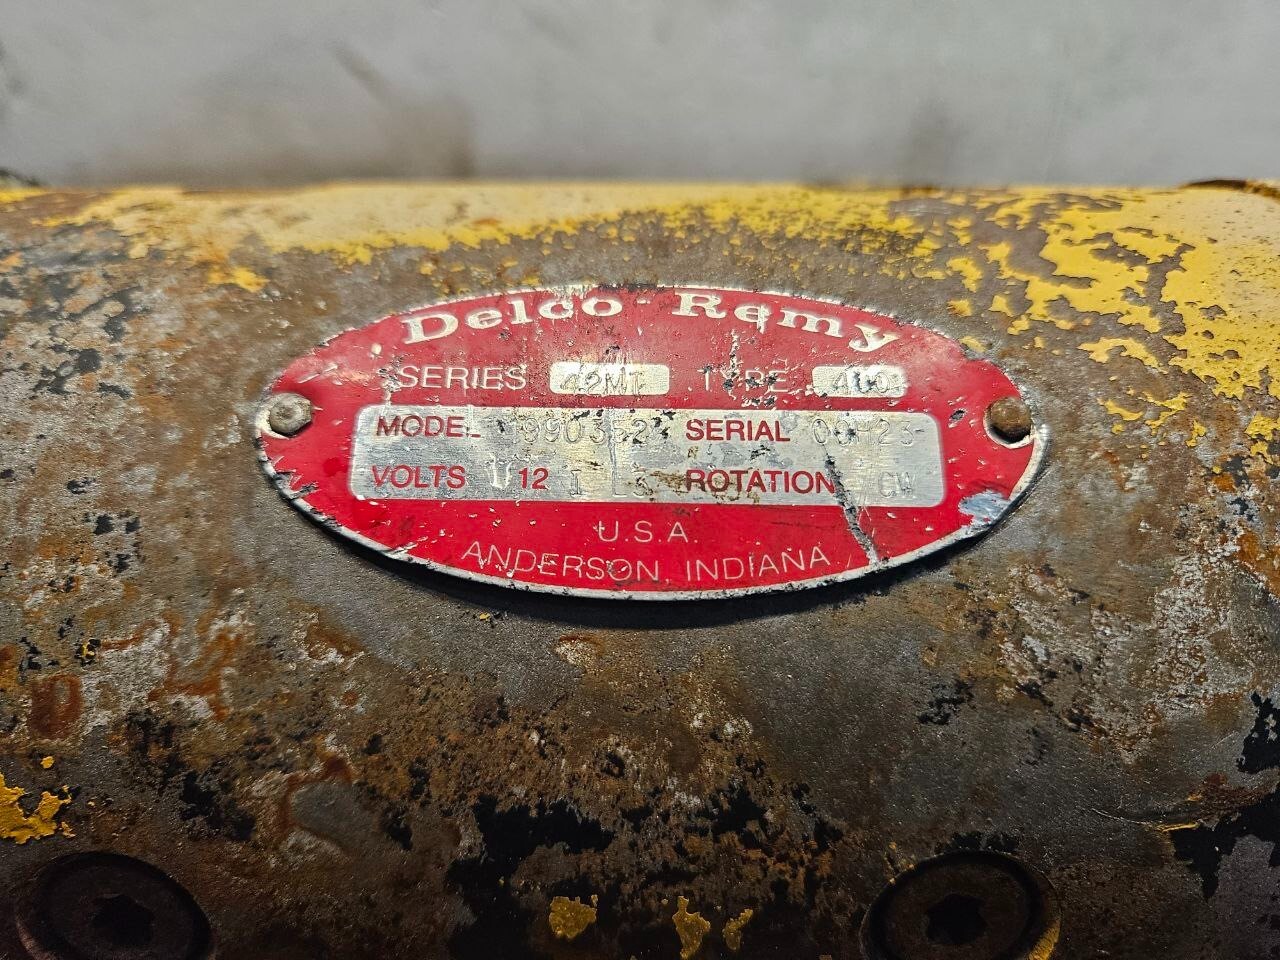 Delco Remy
SERIES 42MT TYPE 400
MODEL SERIAL
VOLTS 12 ROTATION CW
U.S.A.
ANDERSON, INDIANA